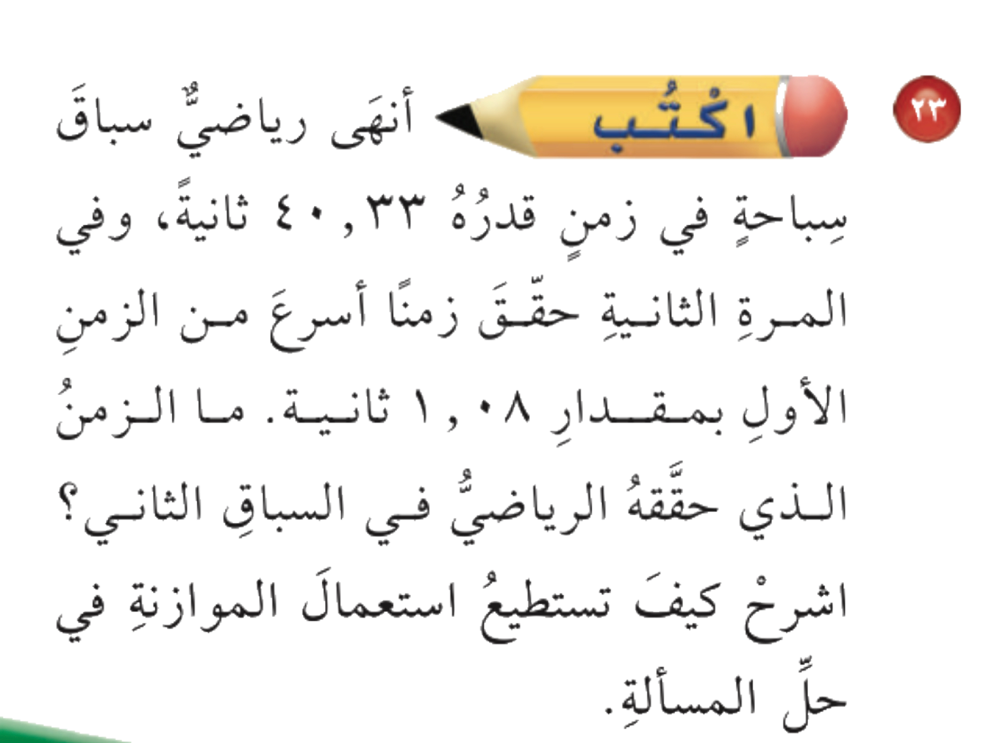 ٢٣ اكْتُب أنهَى رياضيٌّ سباقَ
سِباحةٍ في زمنٍ قدرُهُ ٤٠,٣٣ ثانيةً، وفي
المرةِ الثانيةِ حقّقَ زمنًا أسرعَ من الزمنِ
الأولِ بمقدارِ ١,٠٨ ثانية. ما الزمنُ
الذي حقَّقهُ الرياضيُّ في السباقِ الثاني؟
اشرحْ كيفَ تستطيعُ استعمالَ الموازنةِ في
حلِّ المسألةِ.